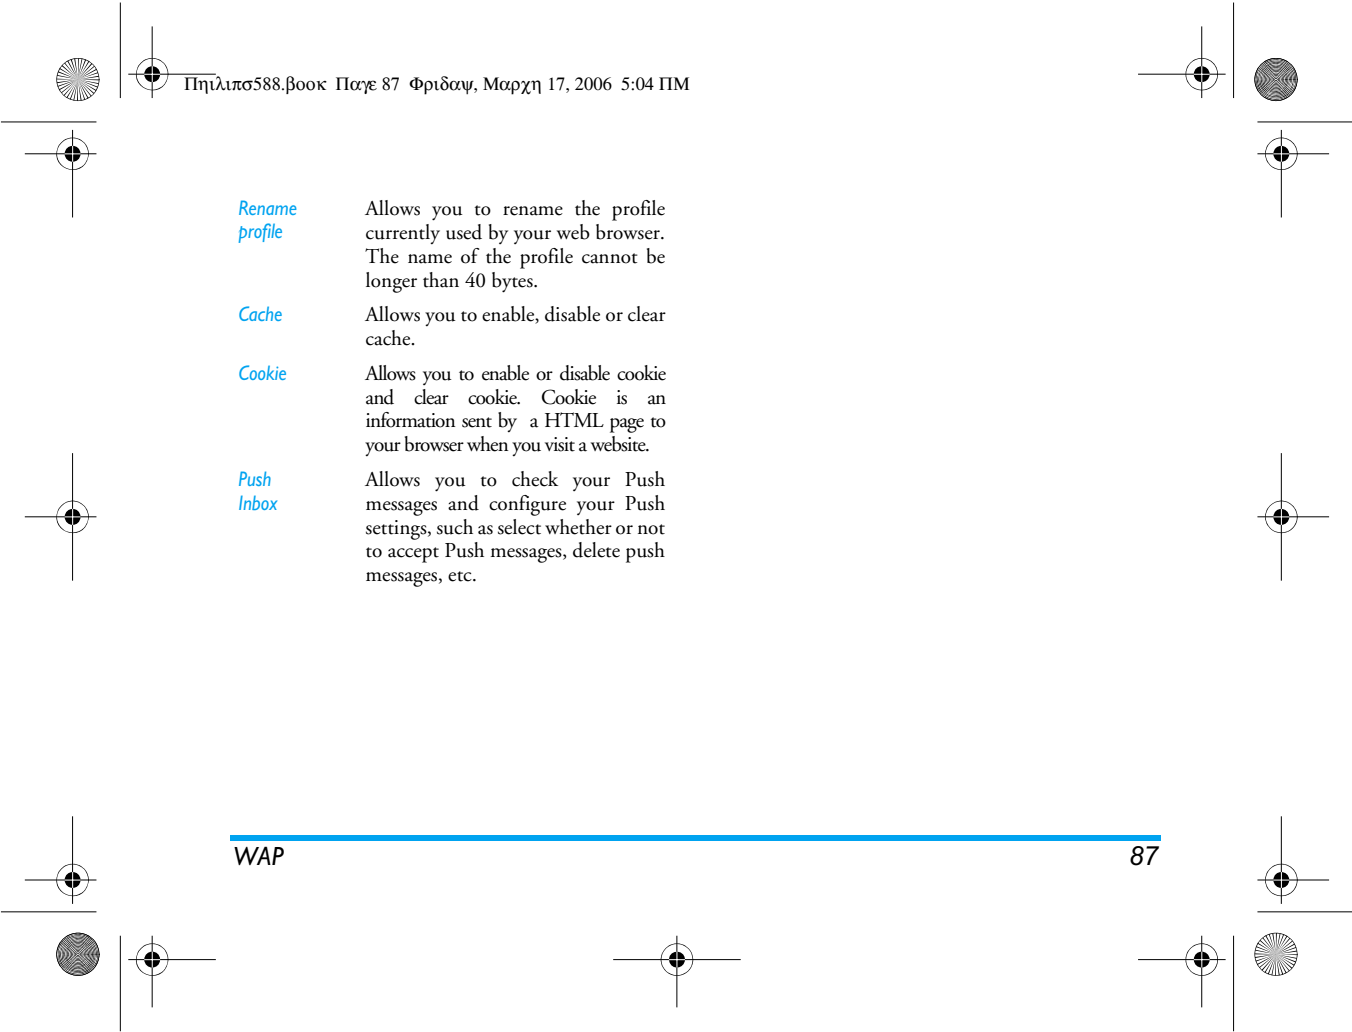 Πηιλιπσ588.βοοκ Παγε 87 Φριδαψ, Μαρχη 17, 2006 5:04 ΠΜ
Rename Allows you to rename the profile
profile currently used by your web browser.
The name of the profile cannot be
longer than 40 bytes.
Cache Allows you to enable, disable or clear
cache.
Cookie Allows you to enable or disable cookie
and clear cookie. Cookie is an
information sent by a HTML page to
your browser when you visit a website.
Push Allows you to check your Push
Inbox messages and configure your Push
settings, such as select whether or not
to accept Push messages, delete push
messages, etc.
WAP 87